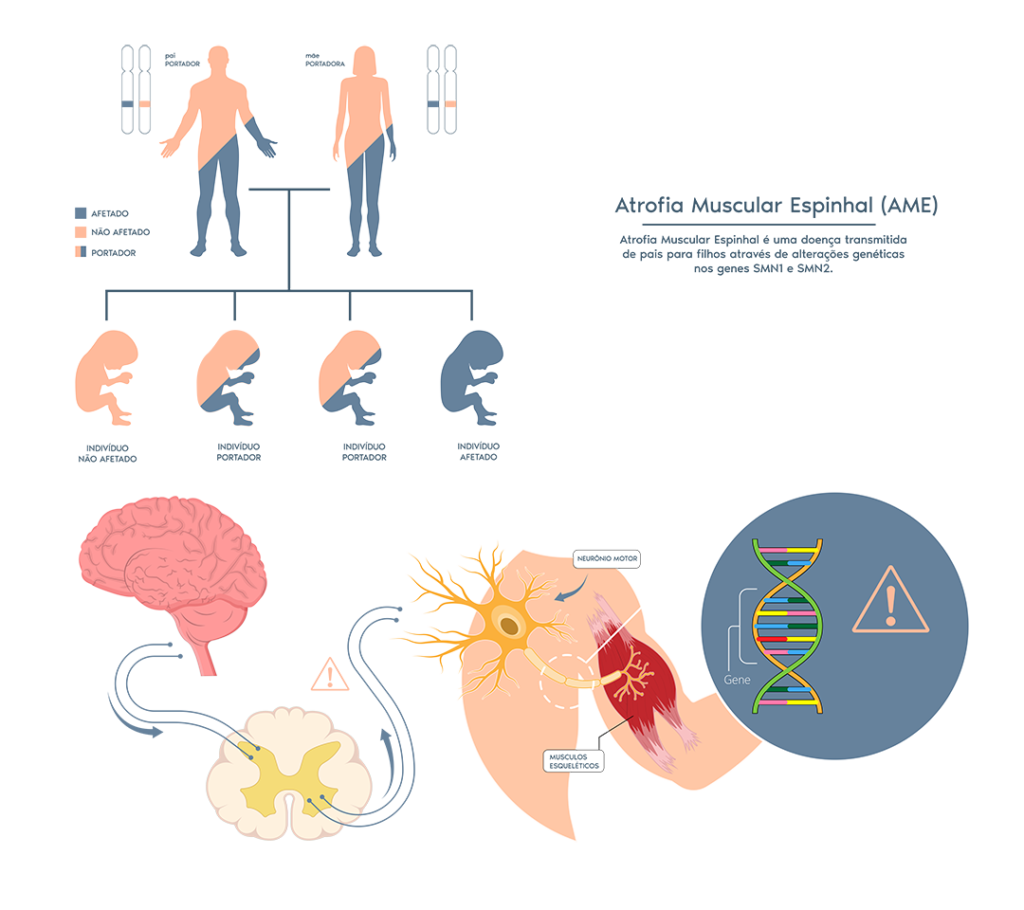 pai
PORTADOR
mãe
PORTADORA
AFETADO
NÃO AFETADO
PORTADOR
Atrofia Muscular Espinhal (AME)
Atrofia Muscular Espinhal é uma doença transmitida
de pais para filhos através de alterações genéticas
nos genes SMN1 e SMN2.
INDIVÍDUO
NÃO AFETADO
INDIVÍDUO
PORTADOR
INDIVÍDUO
PORTADOR
INDIVÍDUO
AFETADO
NEURÔNIO MOTOR
Gene
MUSCULOS
ESQUELÉTICOS